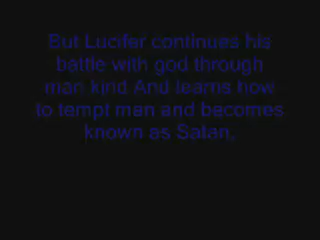 But Lucifer continues his
battle with god through
man kind And learns how
to tempt men and becomes
known as Satan.